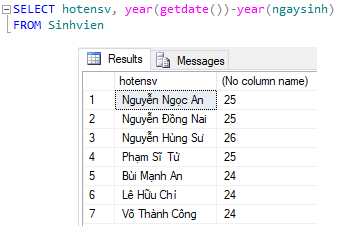 SELECT hotensv, year(getdate())-year(ngaysinh)
FROM Sinhvien
Results Messages
hotensv (No column name)
1 Nguyễn Ngọc An 25
2 Nguyễn Đồng Nai 25
3 Nguyễn Hùng Sư 26
4 Phạm Sĩ Tử 25
5 Bùi Mạnh An 24
6 Lê Hữu Chí 24
7 Võ Thành Công 24